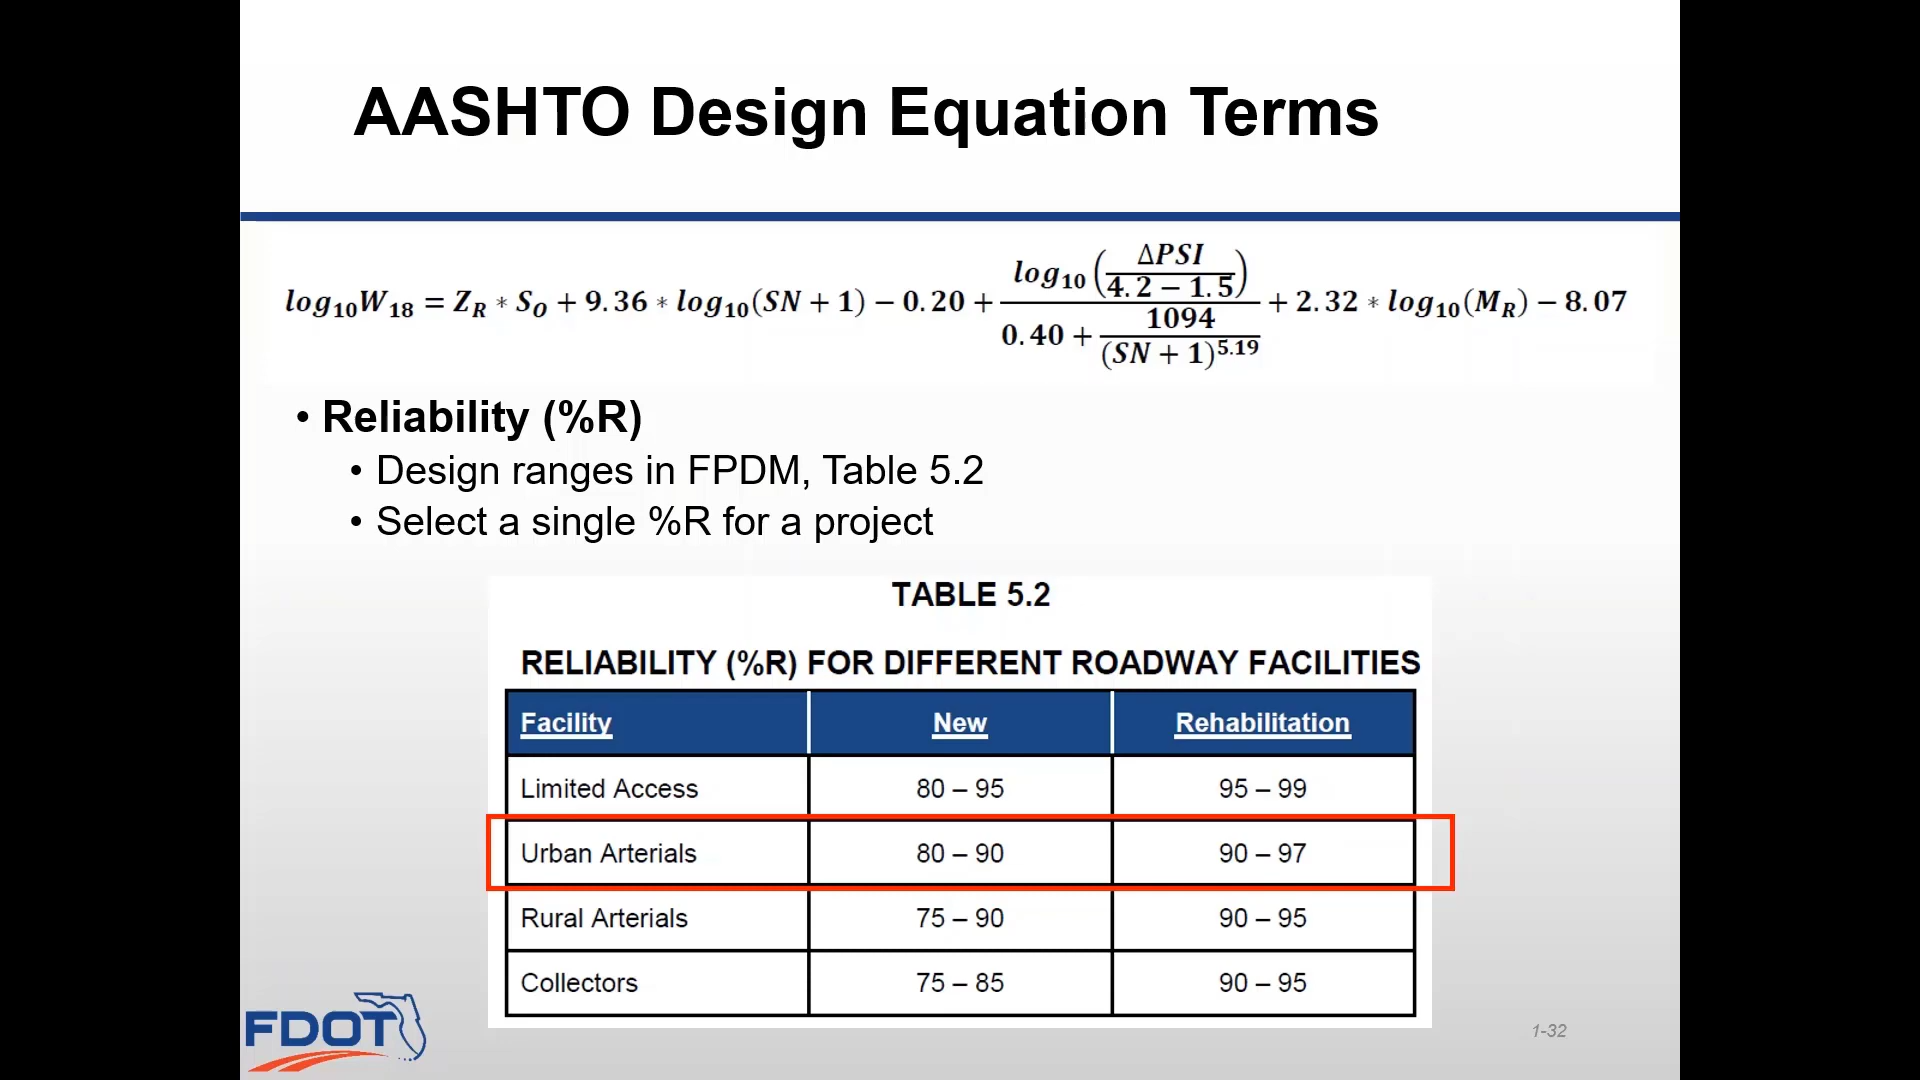 AASHTO Design Equation Terms
log₁₀W₁₈ = Z_R * S_O + 9.36 * log₁₀(SN + 1) − 0.20 + log₁₀(ΔPSI / (4.2 − 1.5)) / (0.40 + 1094 / (SN + 1)^5.19) + 2.32 * log₁₀(M_R) − 8.07
• Reliability (%R)
• Design ranges in FPDM, Table 5.2
• Select a single %R for a project
TABLE 5.2
RELIABILITY (%R) FOR DIFFERENT ROADWAY FACILITIES
Facility New Rehabilitation
Limited Access 80 – 95 95 – 99
Urban Arterials 80 – 90 90 – 97
Rural Arterials 75 – 90 90 – 95
Collectors 75 – 85 90 – 95
FDOT
1-32